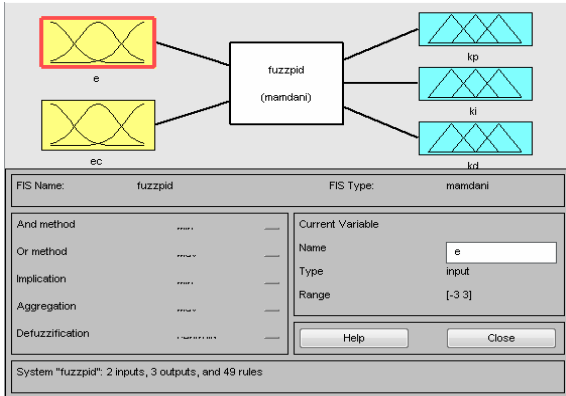 e
ec
fuzzpid
(mamdani)
kp
ki
kd
FIS Name: fuzzpid FIS Type: mamdani
And method
Or method
Implication
Aggregation
Defuzzification
Current Variable
Name e
Type input
Range [-3 3]
Help Close
System "fuzzpid": 2 inputs, 3 outputs, and 49 rules